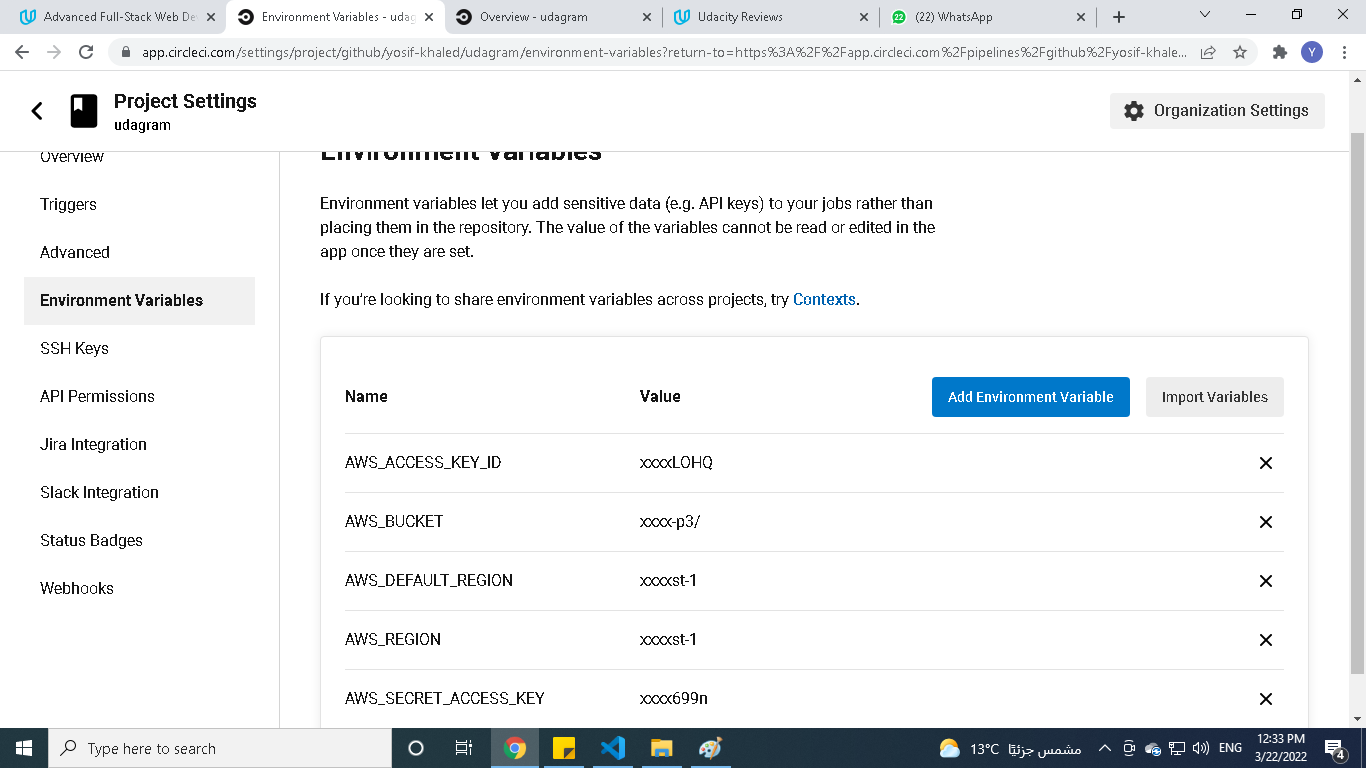 Advanced Full-Stack Web De
Environment Variables - udag
Overview - udagram
Udacity Reviews
(22) WhatsApp
app.circleci.com/settings/project/github/yosif-khaled/udagram/environment-variables?return-to=https%3A%2F%2Fapp.circleci.com%2Fpipelines%2Fgithub%2Fyosif-khale...
Y
Project Settings
udagram
Organization Settings
Overview
Triggers
Advanced
Environment Variables
SSH Keys
API Permissions
Jira Integration
Slack Integration
Status Badges
Webhooks
Environment Variables
Environment variables let you add sensitive data (e.g. API keys) to your jobs rather than
placing them in the repository. The value of the variables cannot be read or edited in the
app once they are set.
If you're looking to share environment variables across projects, try Contexts.
Name Value Add Environment Variable Import Variables
AWS_ACCESS_KEY_ID xxxxLOHQ
AWS_BUCKET xxxx-p3/
AWS_DEFAULT_REGION xxxxst-1
AWS_REGION xxxxst-1
AWS_SECRET_ACCESS_KEY xxxx699n
Type here to search
13°C مشمس جزئيًا
ENG
12:33 PM
3/22/2022
4